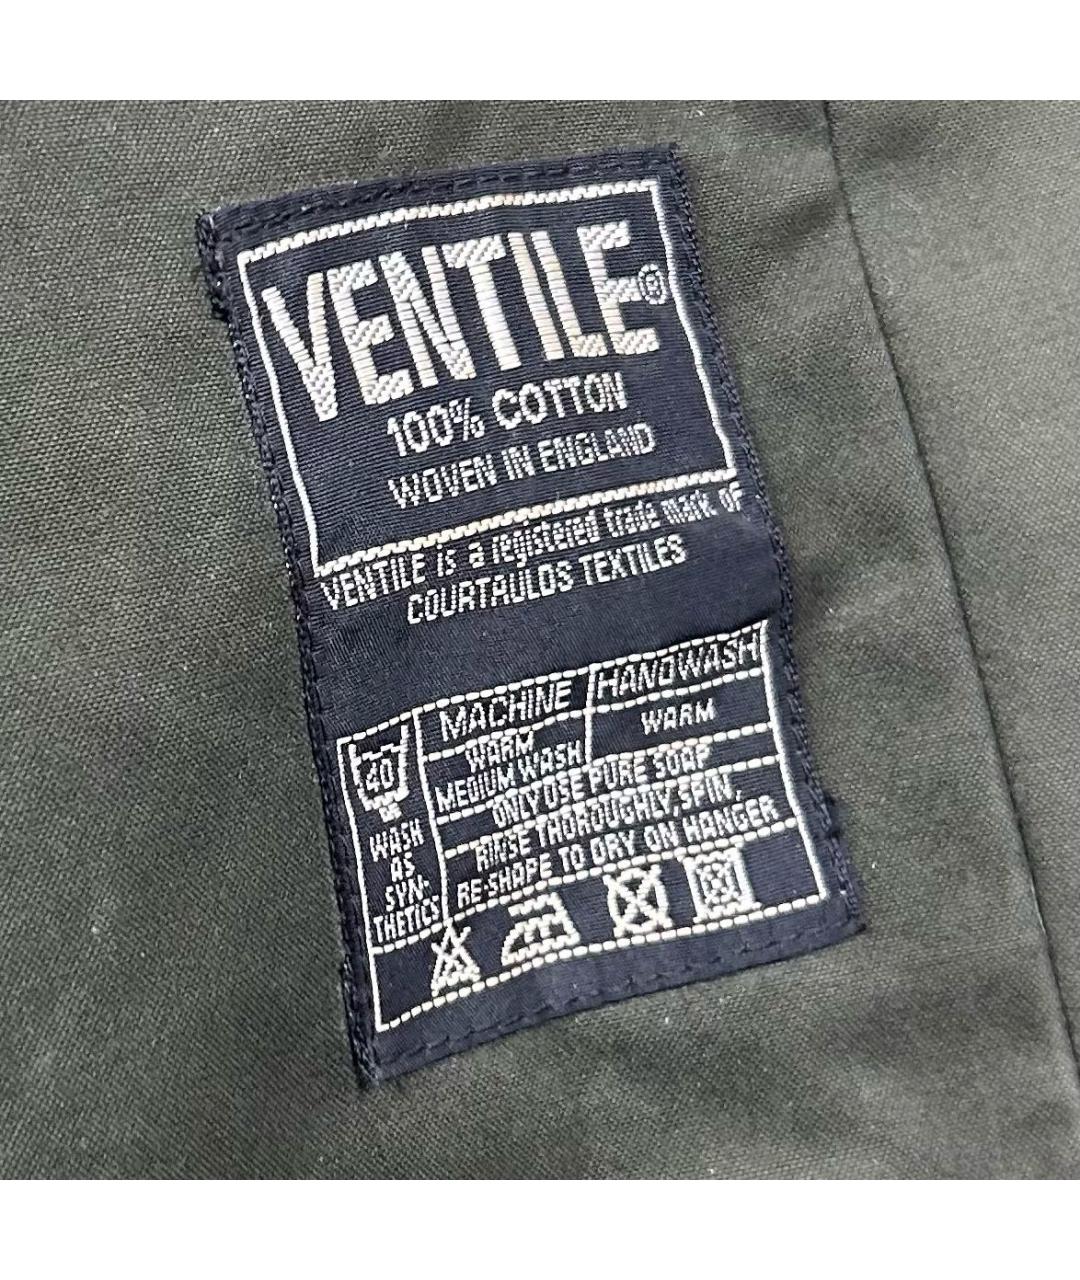 VENTILE®
100% COTTON
WOVEN IN ENGLAND
VENTILE is a registered trade mark of
COURTAULDS TEXTILES
MACHINE HANDWASH
WARM MEDIUM WASH WARM
40
WASH AS SYN-THETICS
ONLY USE PURE SOAP
RINSE THOROUGHLY, SPIN,
RE-SHAPE TO DRY ON HANGER